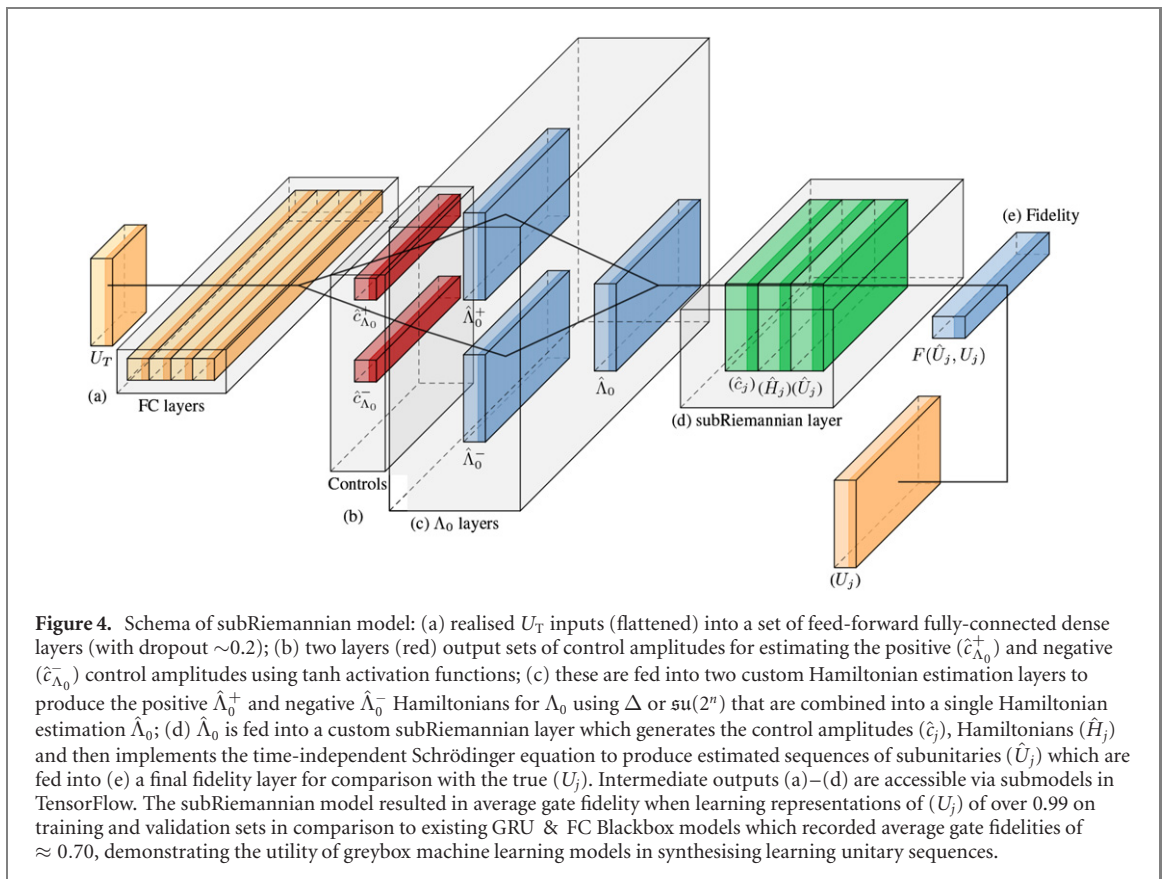 (e) Fidelity
U_T
(a)
FC layers
ĉ⁺_Λ₀
ĉ⁻_Λ₀
Controls
(b)
Λ̂₀⁺
Λ̂₀⁻
(c) Λ₀ layers
Λ̂₀
(ĉ_j) (Ĥ_j)(Û_j)
(d) subRiemannian layer
F(Û_j, U_j)
(U_j)
Figure 4. Schema of subRiemannian model: (a) realised U_T inputs (flattened) into a set of feed-forward fully-connected dense
layers (with dropout ∼0.2); (b) two layers (red) output sets of control amplitudes for estimating the positive (ĉ⁺_Λ₀) and negative
(ĉ⁻_Λ₀) control amplitudes using tanh activation functions; (c) these are fed into two custom Hamiltonian estimation layers to
produce the positive Λ̂₀⁺ and negative Λ̂₀⁻ Hamiltonians for Λ₀ using Δ or 𝔰𝔲(2ⁿ) that are combined into a single Hamiltonian
estimation Λ̂₀; (d) Λ̂₀ is fed into a custom subRiemannian layer which generates the control amplitudes (ĉ_j), Hamiltonians (Ĥ_j)
and then implements the time-independent Schrödinger equation to produce estimated sequences of subunitaries (Û_j) which are
fed into (e) a final fidelity layer for comparison with the true (U_j). Intermediate outputs (a)–(d) are accessible via submodels in
TensorFlow. The subRiemannian model resulted in average gate fidelity when learning representations of (U_j) of over 0.99 on
training and validation sets in comparison to existing GRU & FC Blackbox models which recorded average gate fidelities of
≈ 0.70, demonstrating the utility of greybox machine learning models in synthesising learning unitary sequences.